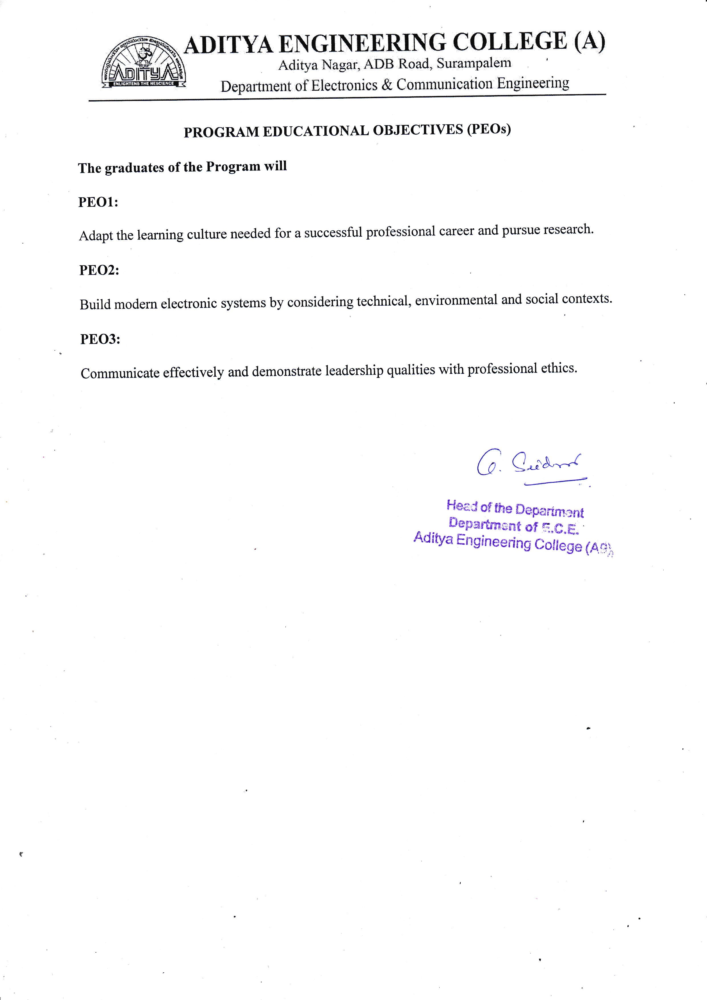 ADITYA ENGINEERING COLLEGE (A)
Aditya Nagar, ADB Road, Surampalem
Department of Electronics & Communication Engineering
ADITYA
ENLIGHTENS THE NESCIENCE
PROGRAM EDUCATIONAL OBJECTIVES (PEOs)
The graduates of the Program will
PEO1:
Adapt the learning culture needed for a successful professional career and pursue research.
PEO2:
Build modern electronic systems by considering technical, environmental and social contexts.
PEO3:
Communicate effectively and demonstrate leadership qualities with professional ethics.
G.
Head of the Department
Department of E.C.E.
Aditya Engineering College (A9)